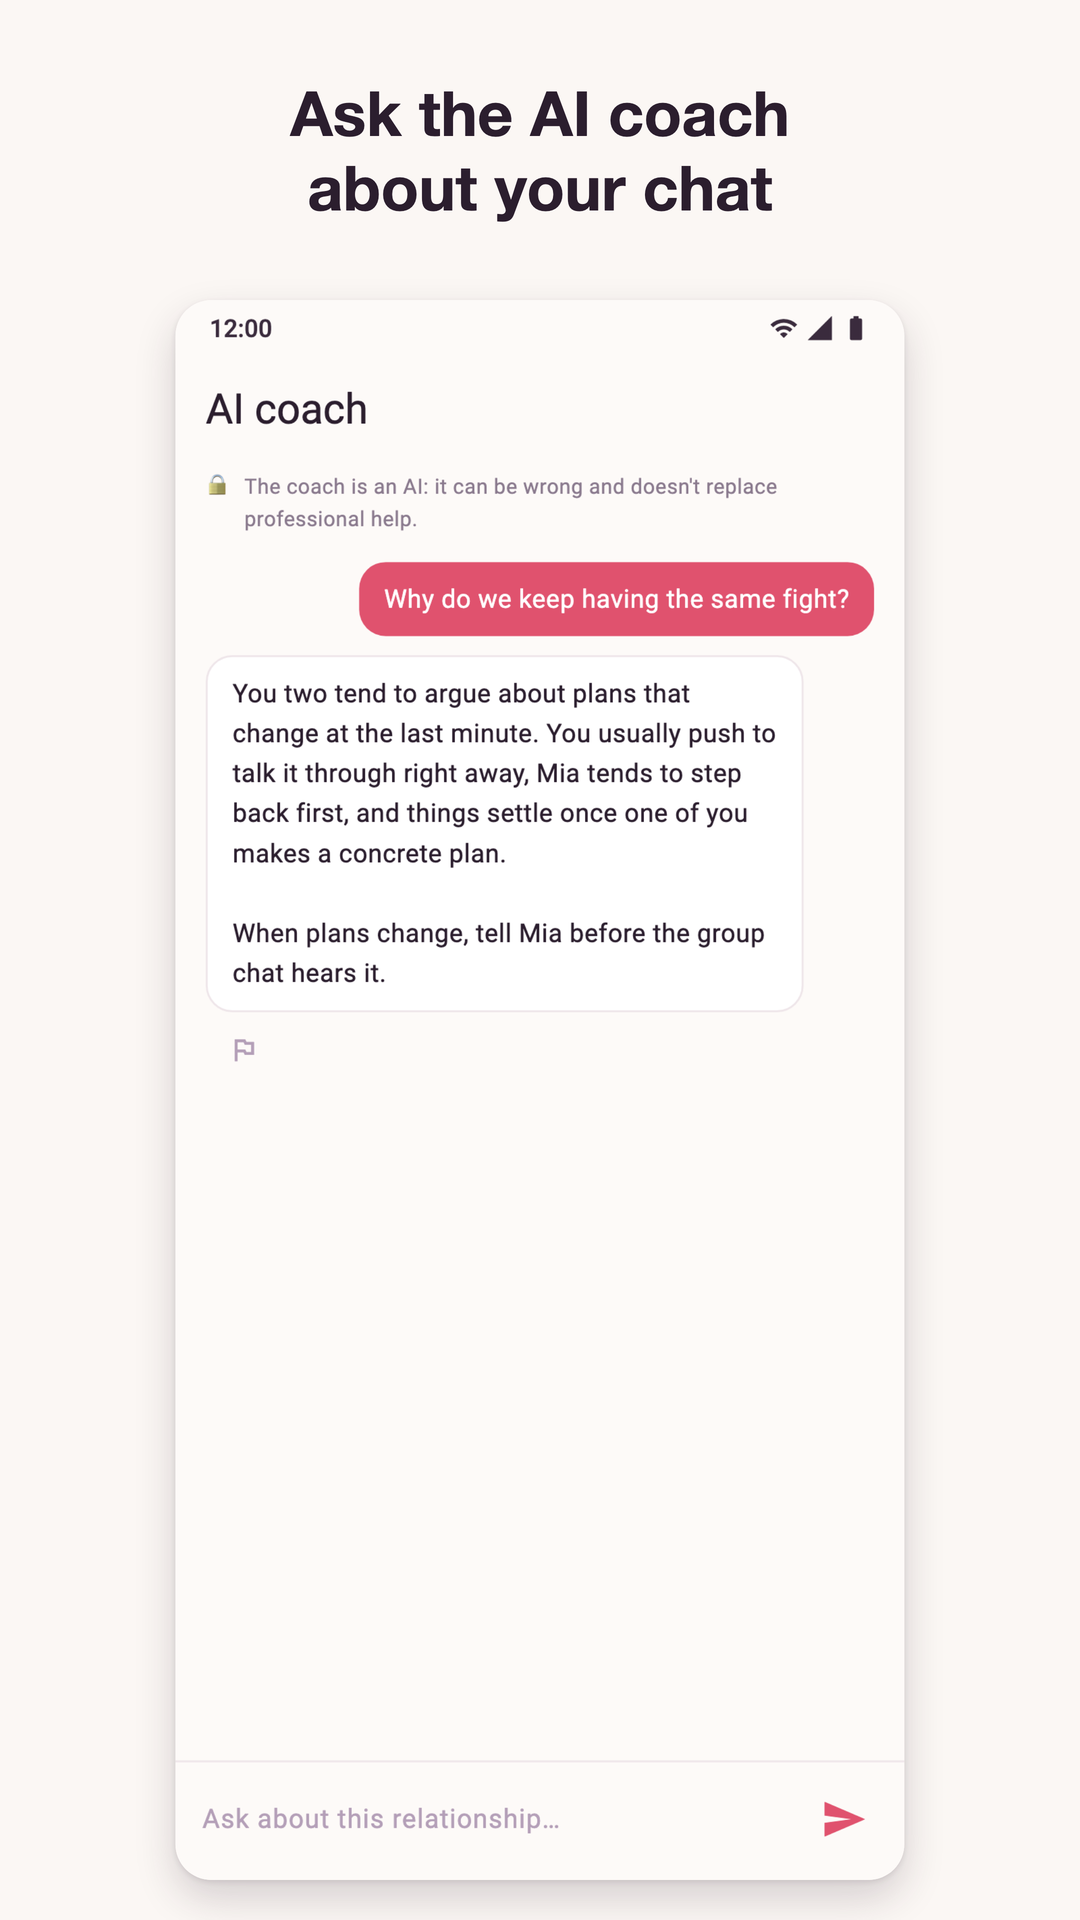 Ask the AI coach
about your chat
12:00
AI coach
The coach is an AI: it can be wrong and doesn't replace
professional help.
Why do we keep having the same fight?
You two tend to argue about plans that
change at the last minute. You usually push to
talk it through right away, Mia tends to step
back first, and things settle once one of you
makes a concrete plan.
When plans change, tell Mia before the group
chat hears it.
Ask about this relationship…